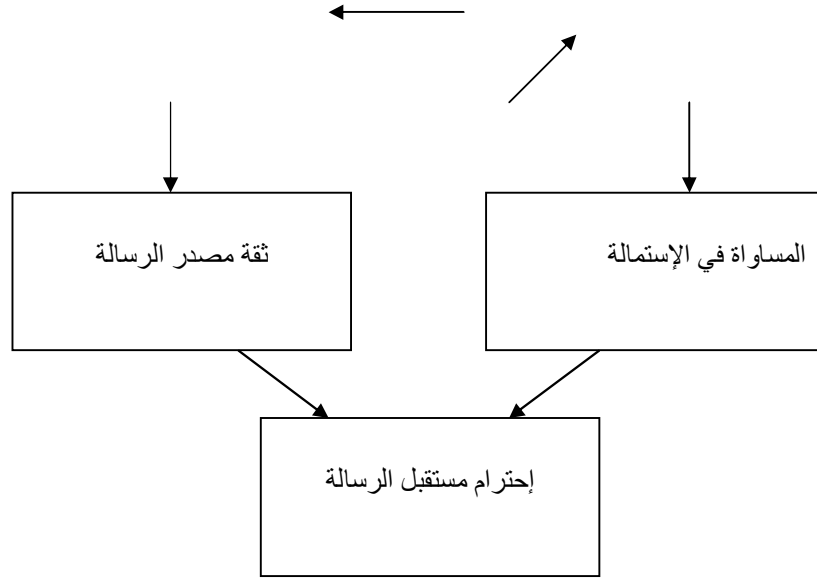 المساواة في الإستمالة
ثقة مصدر الرسالة
إحترام مستقبل الرسالة